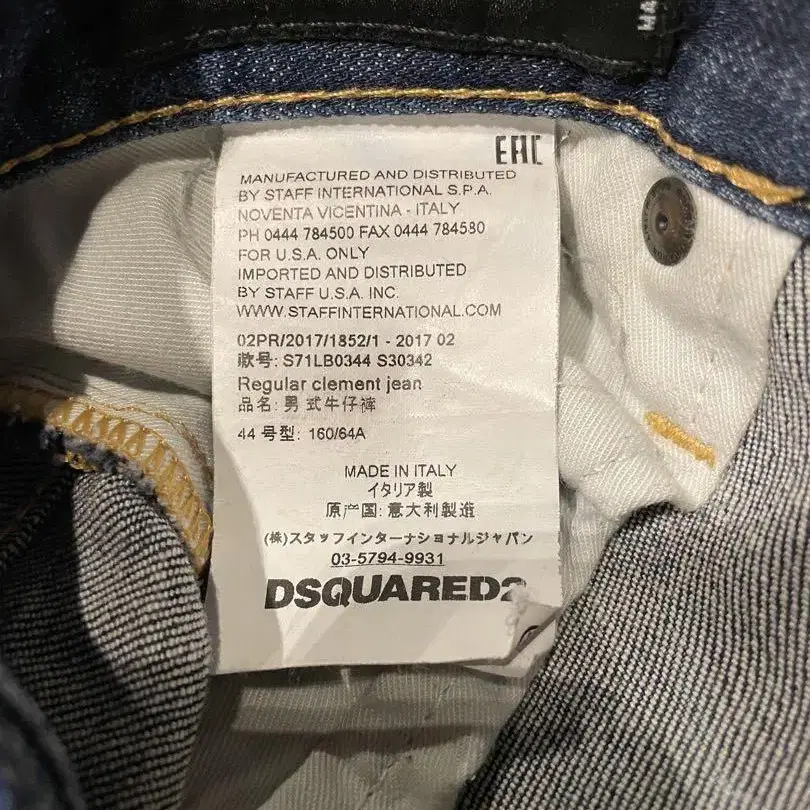 EAC
MANUFACTURED AND DISTRIBUTED
BY STAFF INTERNATIONAL S.P.A.
NOVENTA VICENTINA - ITALY
PH 0444 784500 FAX 0444 784580
FOR U.S.A. ONLY
IMPORTED AND DISTRIBUTED
BY STAFF U.S.A. INC.
WWW.STAFFINTERNATIONAL.COM
02PR/2017/1852/1 - 2017 02
款号: S71LB0344 S30342
Regular clement jean
品名: 男式牛仔裤
44 号型: 160/64A
MADE IN ITALY
イタリア製
原产国: 意大利製造
(株)スタッフインターナショナルジャパン
03-5794-9931
DSQUARED2